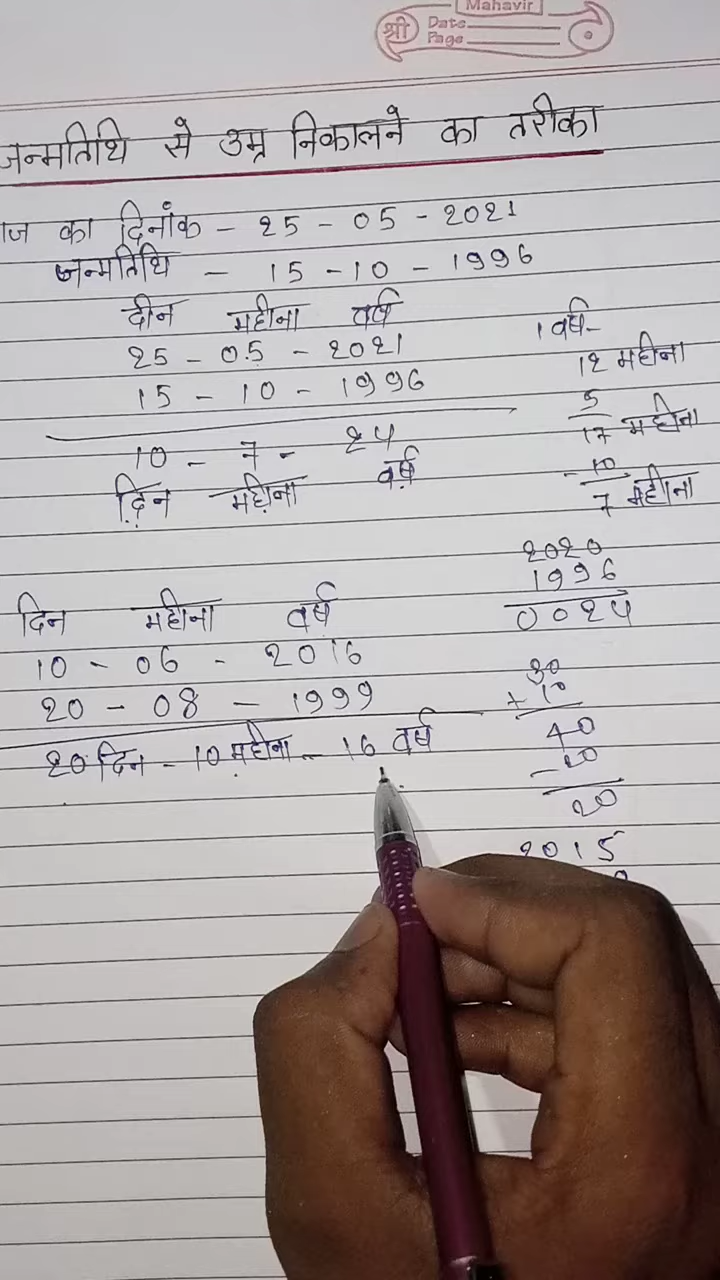 Mahavir
श्री Date
Page
जन्मतिथि से उम्र निकालने का तरीका
का दिनांक - 25 - 05 - 2021
जन्मतिथि - 15 - 10 - 1996
दीन महीना वर्ष
25 - 05 - 2021
15 - 10 - 1996
10 - 7 - 24
दिन महीना वर्ष
1 वर्ष -
12 महीना
5
17 महीना
- 10
7 महीना
2020
1996
0024
दिन महीना वर्ष
10 - 06 - 2016
20 - 08 - 1999
20 दिन - 10 महीना - 16 वर्ष
30
+ 10
40
- 20
20
2015